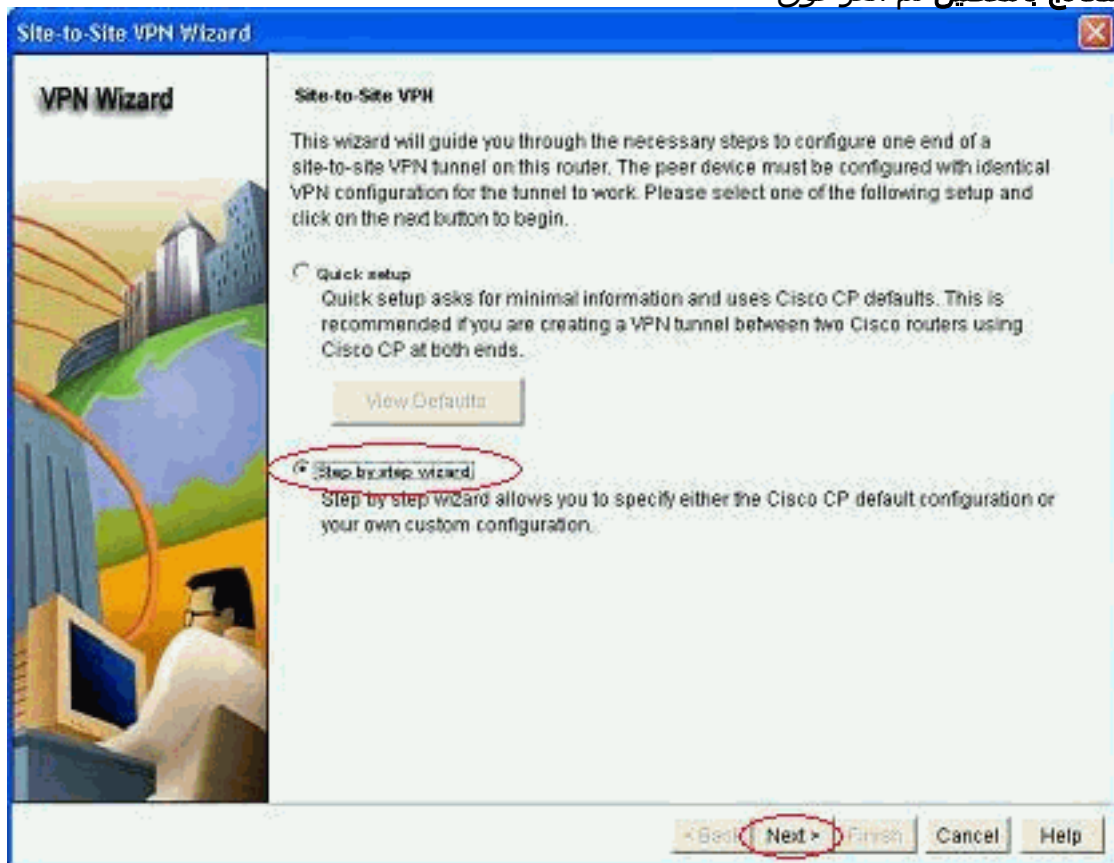 Site-to-Site VPN Wizard
VPN Wizard
Site-to-Site VPN
This wizard will guide you through the necessary steps to configure one end of a
site-to-site VPN tunnel on this router. The peer device must be configured with identical
VPN configuration for the tunnel to work. Please select one of the following setup and
click on the next button to begin.
Quick setup
Quick setup asks for minimal information and uses Cisco CP defaults. This is
recommended if you are creating a VPN tunnel between two Cisco routers using
Cisco CP at both ends.
View Defaults
Step by step wizard
Step by step wizard allows you to specify either the Cisco CP default configuration or
your own custom configuration.
< Back Next > Finish Cancel Help